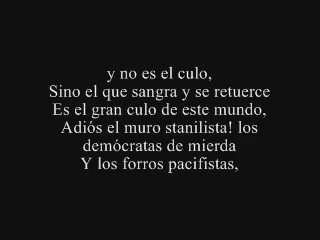 y no es el culo,
Sino el que sangra y se retuerce
Es el gran culo de este mundo,
Adiós el muro stanilista! los
demócratas de mierda
Y los forros pacifistas,